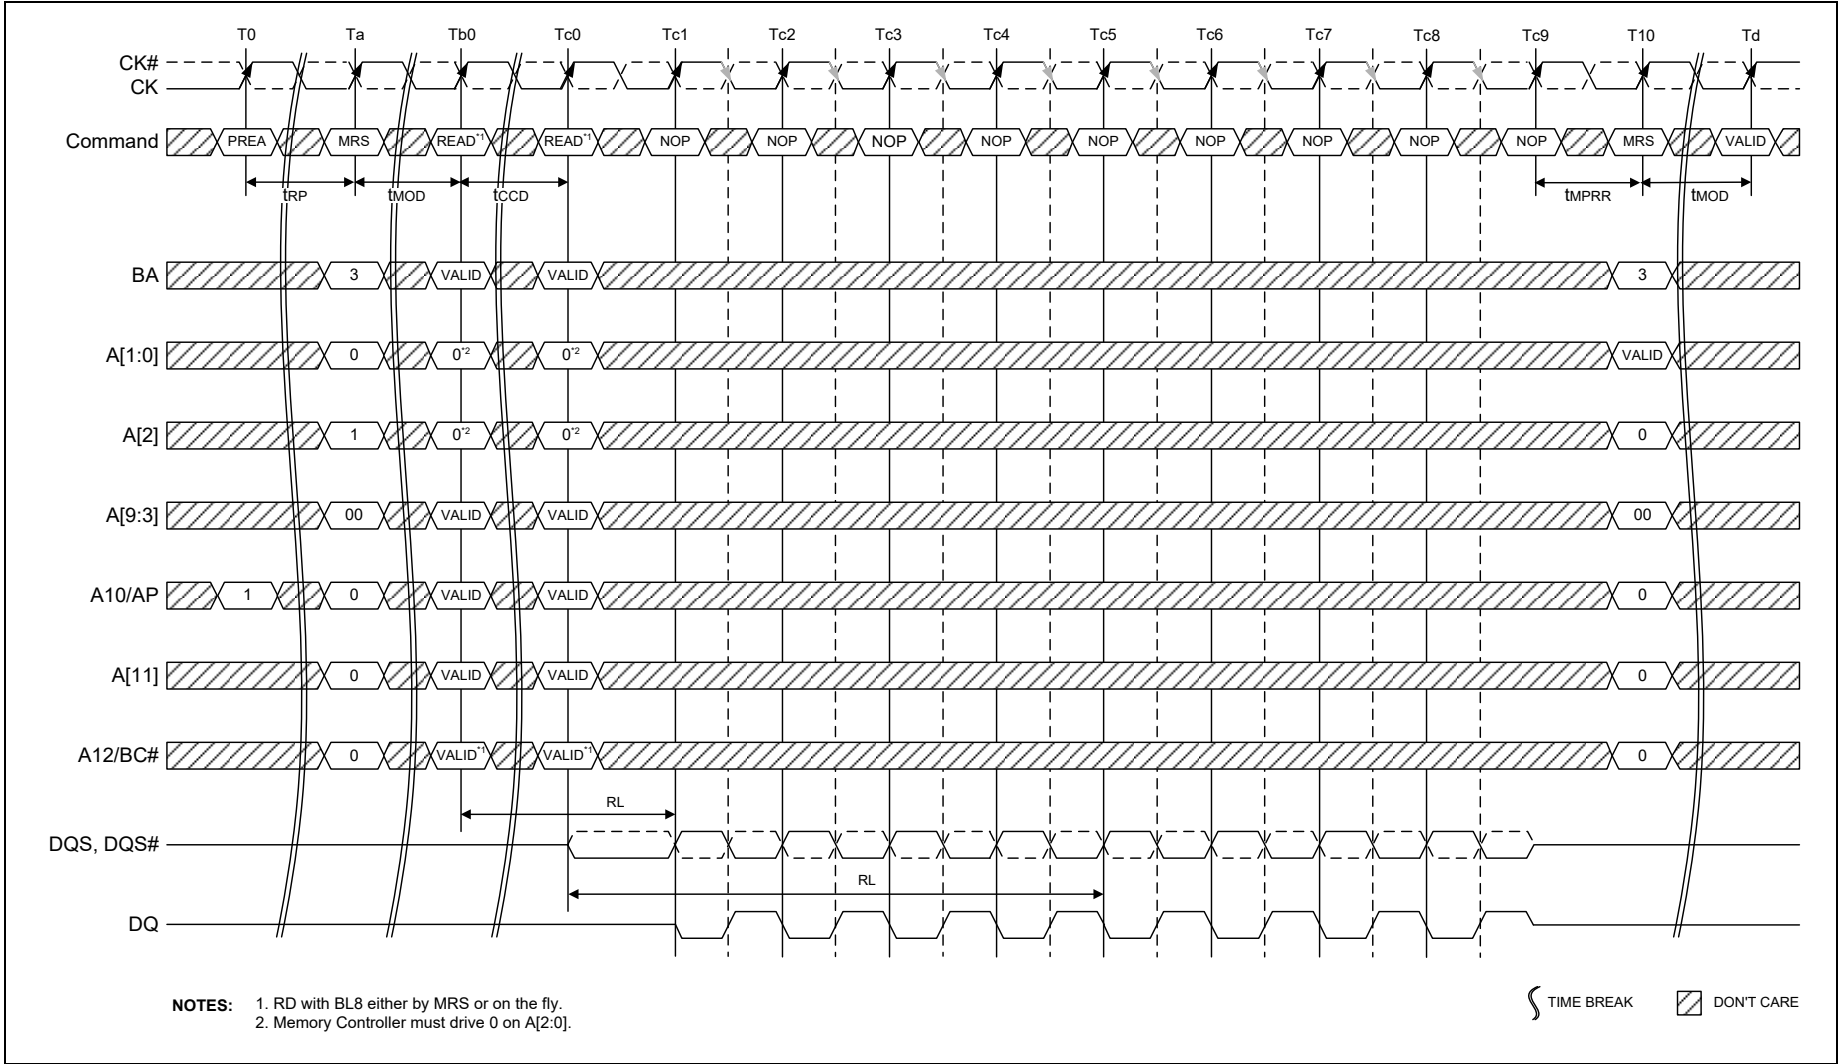 T0 Ta Tb0 Tc0 Tc1 Tc2 Tc3 Tc4 Tc5 Tc6 Tc7 Tc8 Tc9 T10 Td
CK#
CK
Command PREA MRS READ*1 READ*1 NOP NOP NOP NOP NOP NOP NOP NOP NOP MRS VALID
tRP tMOD tCCD tMPRR tMOD
BA 3 VALID VALID 3
A[1:0] 0 0*2 0*2 VALID
A[2] 1 0*2 0*2 0
A[9:3] 00 VALID VALID 00
A10/AP 1 0 VALID VALID 0
A[11] 0 VALID VALID 0
A12/BC# 0 VALID*1 VALID*1 0
RL
DQS, DQS#
RL
DQ
NOTES: 1. RD with BL8 either by MRS or on the fly.
2. Memory Controller must drive 0 on A[2:0].
TIME BREAK DON'T CARE